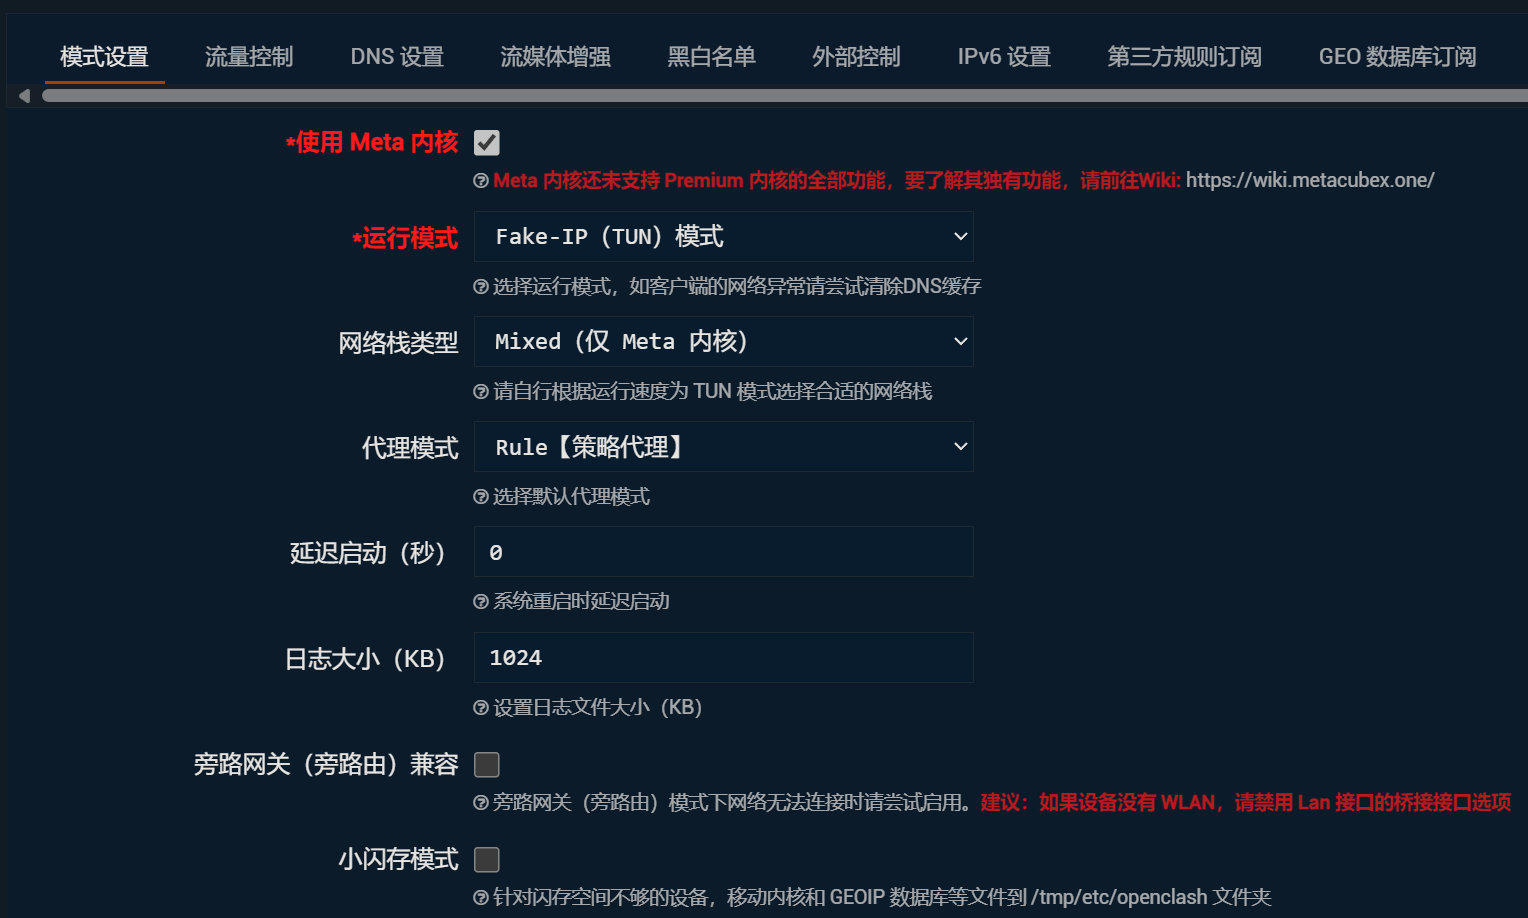 模式设置 流量控制 DNS 设置 流媒体增强 黑白名单 外部控制 IPv6 设置 第三方规则订阅 GEO 数据库订阅
*使用 Meta 内核
Meta 内核还未支持 Premium 内核的全部功能，要了解其独有功能，请前往Wiki: https://wiki.metacubex.one/
*运行模式 Fake-IP（TUN）模式
选择运行模式，如客户端的网络异常请尝试清除DNS缓存
网络栈类型 Mixed（仅 Meta 内核）
请自行根据运行速度为 TUN 模式选择合适的网络栈
代理模式 Rule【策略代理】
选择默认代理模式
延迟启动（秒） 0
系统重启时延迟启动
日志大小（KB） 1024
设置日志文件大小（KB）
旁路网关（旁路由）兼容
旁路网关（旁路由）模式下网络无法连接时请尝试启用。建议：如果设备没有 WLAN，请禁用 Lan 接口的桥接接口选项
小闪存模式
针对闪存空间不够的设备，移动内核和 GEOIP 数据库等文件到 /tmp/etc/openclash 文件夹